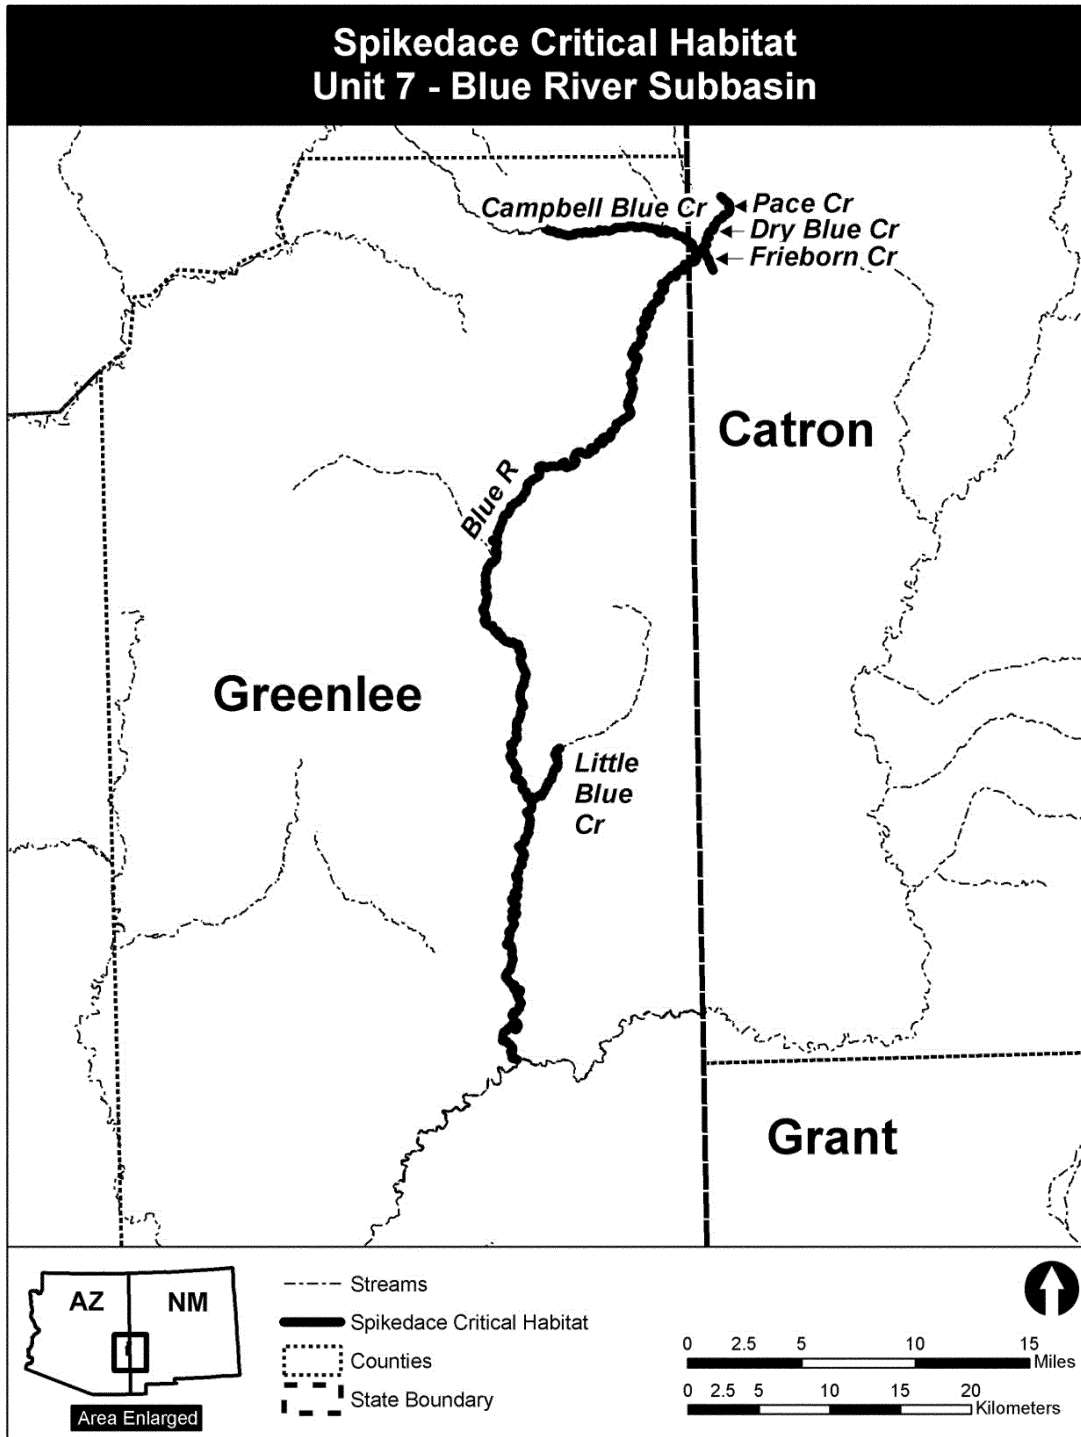 Spikedace Critical Habitat
Unit 7 - Blue River Subbasin
Campbell Blue Cr
Pace Cr
Dry Blue Cr
Frieborn Cr
Catron
Blue R
Greenlee
Little
Blue
Cr
Grant
AZ
NM
Area Enlarged
Streams
Spikedace Critical Habitat
Counties
State Boundary
0 2.5 5 10 15
Miles
0 2.5 5 10 15 20
Kilometers